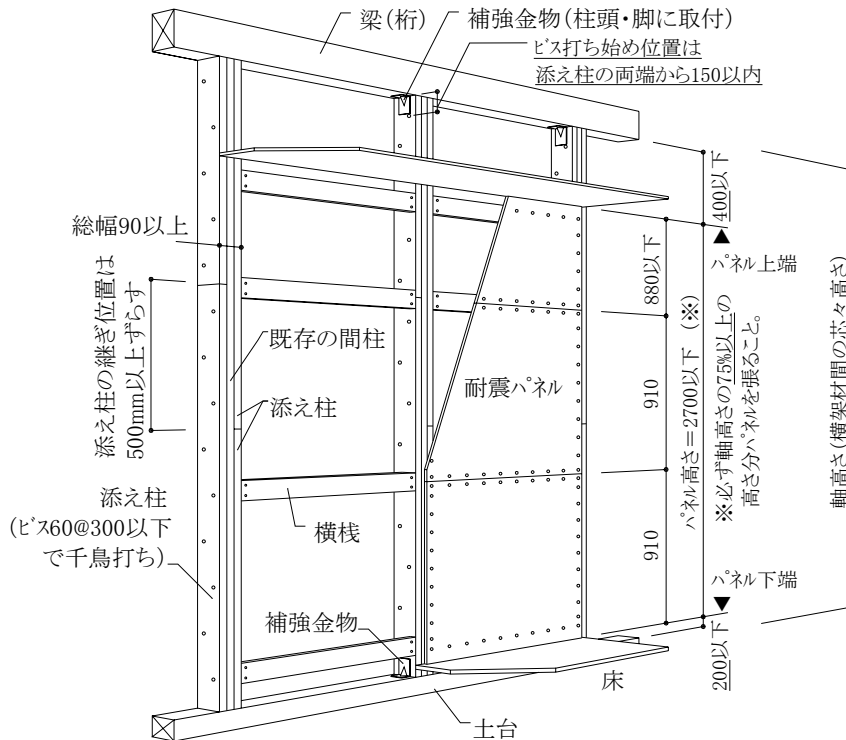 梁(桁)
補強金物(柱頭・脚に取付)
ビス打ち始め位置は
添え柱の両端から150以内
総幅90以上
添え柱の継ぎ位置は
500mm以上ずらす
既存の間柱
添え柱
耐震パネル
添え柱
(ビス60@300以下
で千鳥打ち)
横桟
補強金物
土台
床
400以下
パネル上端
880以下
910
910
パネル高さ=2700以下 (※)
※必ず軸高さの75%以上の
高さ分パネルを張ること。
パネル下端
200以下
軸高さ(横架材間の芯々高さ)